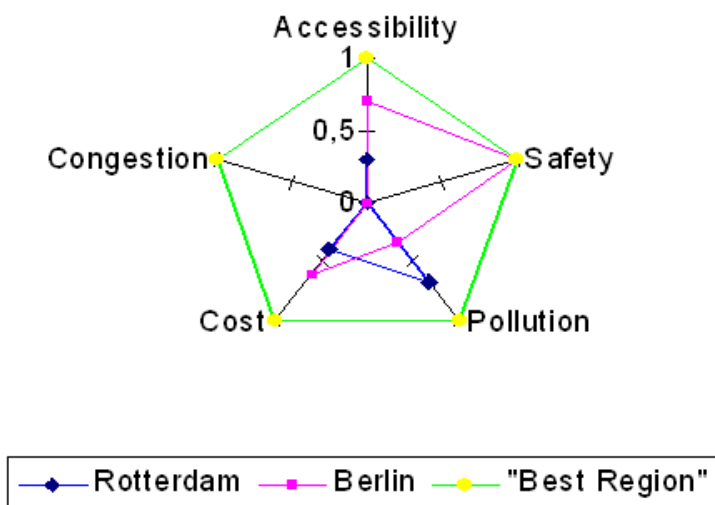 Accessibility
1
Congestion
0,5
Safety
0
Cost
Pollution
Rotterdam Berlin "Best Region"